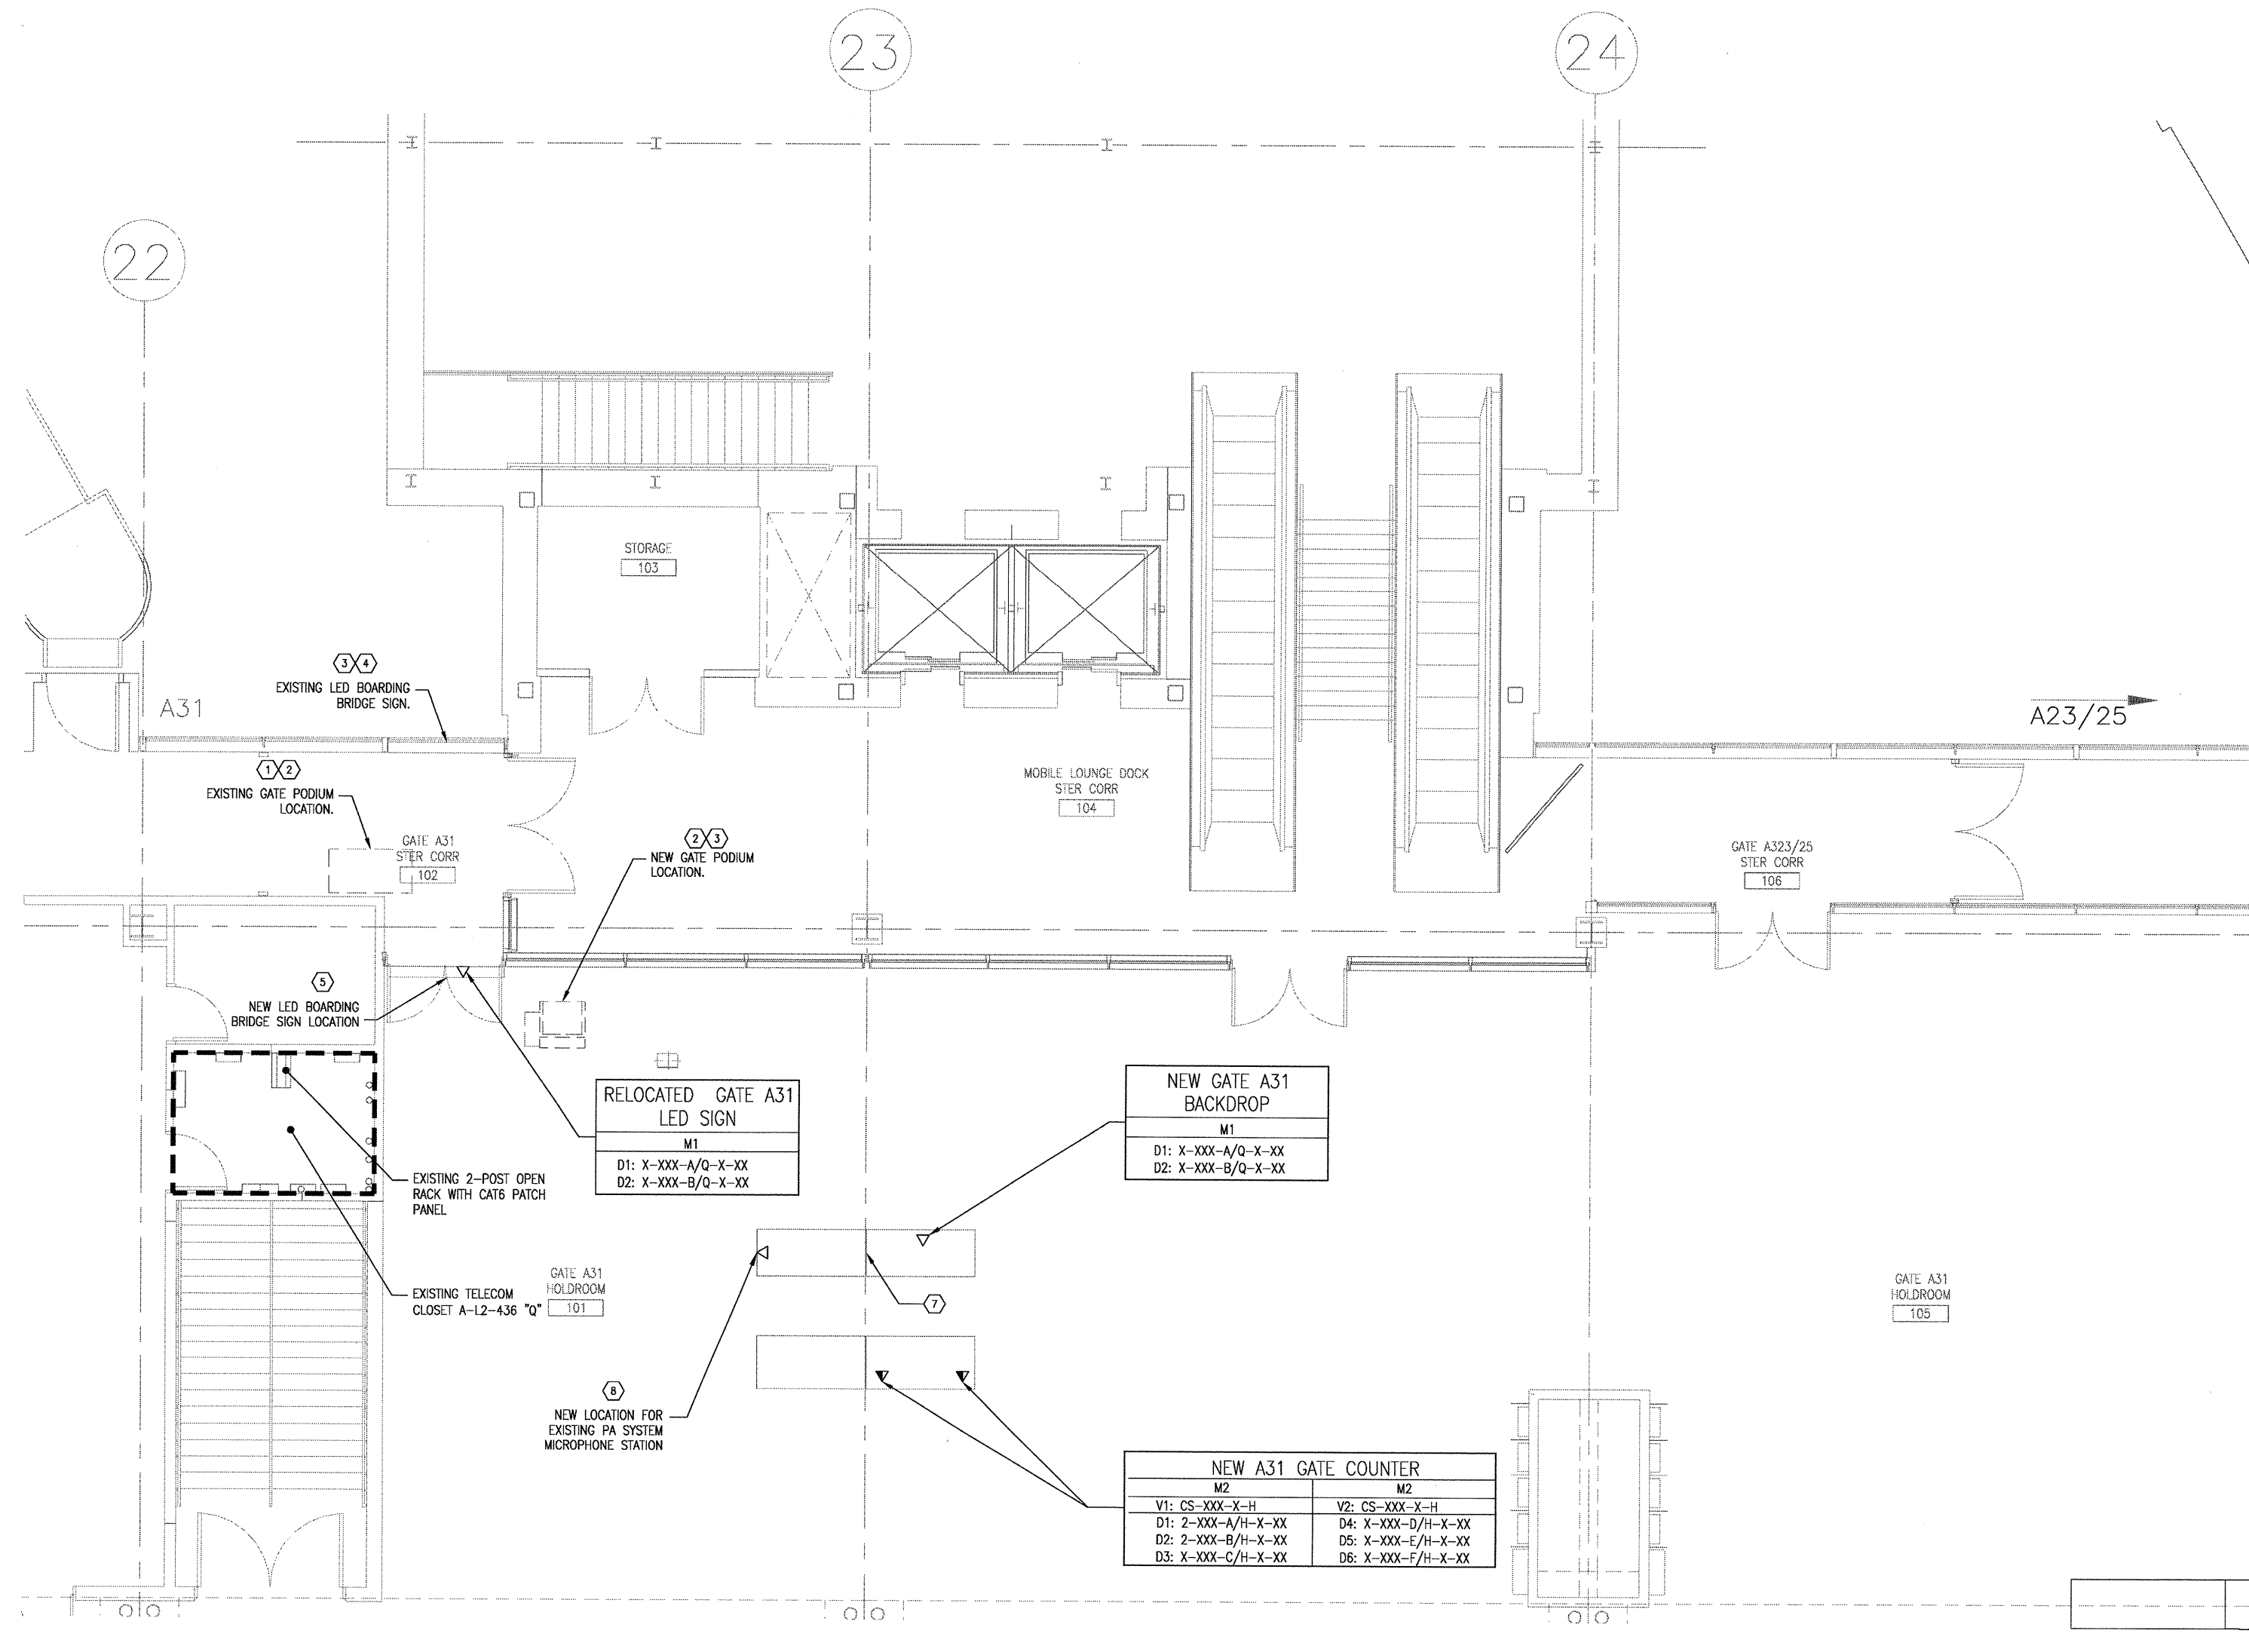 23
24
22
STORAGE
103
3 4
EXISTING LED BOARDING
BRIDGE SIGN.
A31
A23/25
1 2
EXISTING GATE PODIUM
LOCATION.
GATE A31
STER CORR
102
2 3
NEW GATE PODIUM
LOCATION.
MOBILE LOUNGE DOCK
STER CORR
104
GATE A323/25
STER CORR
106
5
NEW LED BOARDING
BRIDGE SIGN LOCATION
RELOCATED GATE A31
LED SIGN
M1
D1: X-XXX-A/Q-X-XX
D2: X-XXX-B/Q-X-XX
NEW GATE A31
BACKDROP
M1
D1: X-XXX-A/Q-X-XX
D2: X-XXX-B/Q-X-XX
EXISTING 2-POST OPEN
RACK WITH CAT6 PATCH
PANEL
EXISTING TELECOM
CLOSET A-L2-436 "Q"
GATE A31
HOLDROOM
101
7
GATE A31
HOLDROOM
105
8
NEW LOCATION FOR
EXISTING PA SYSTEM
MICROPHONE STATION
NEW A31 GATE COUNTER
M2 M2
V1: CS-XXX-X-H V2: CS-XXX-X-H
D1: 2-XXX-A/H-X-XX D4: X-XXX-D/H-X-XX
D2: 2-XXX-B/H-X-XX D5: X-XXX-E/H-X-XX
D3: X-XXX-C/H-X-XX D6: X-XXX-F/H-X-XX